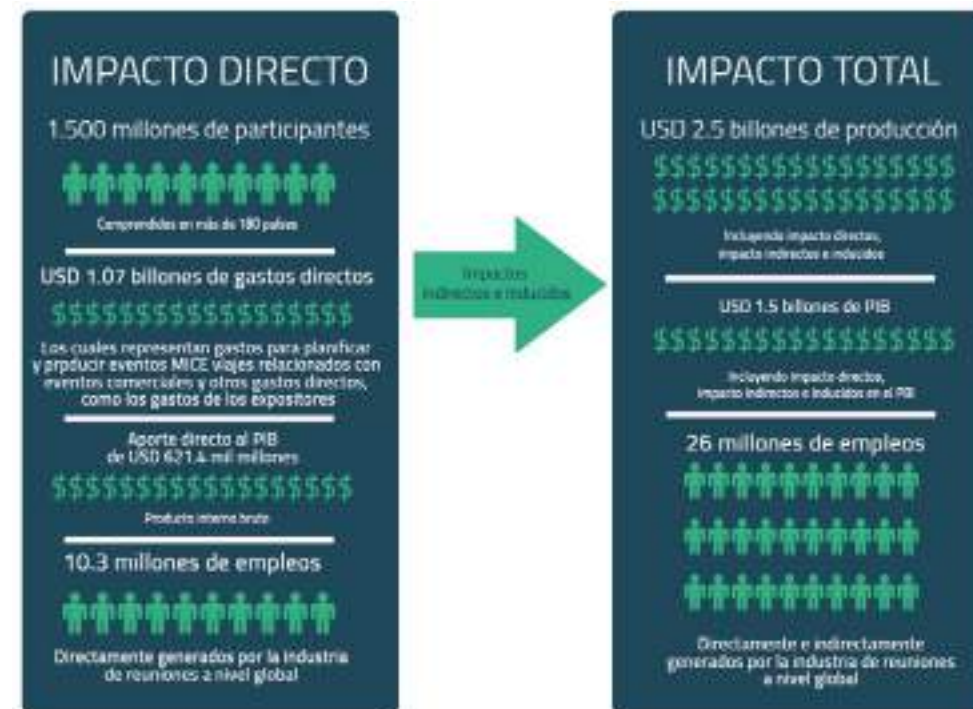 IMPACTO DIRECTO
1.500 millones de participantes
Comprendidos en más de 180 países
USD 1.07 billones de gastos directos
$$$$$$$$$$$$$$$$$$
Los cuales representan gastos para planificar
y prpducir eventos MICE viajes relacionados con
eventos comerciales y otros gastos directos,
como los gastos de los expositores
Aporte directo al PIB
de USD 621.4 mil millones
$$$$$$$$$$$$$$$$$$
Producto interno bruto
10.3 millones de empleos
Directamente generados por la industria
de reuniones a nivel global
Impactos
indirectos e inducidos
IMPACTO TOTAL
USD 2.5 billones de producción
$$$$$$$$$$$$$$$$$$
$$$$$$$$$$$$$$$$$$
Incluyendo impacto directos,
impacto indirectos e inducidos
USD 1.5 billones de PIB
$$$$$$$$$$$$$$$$$$
Incluyendo impacto directos,
impacto indirectos e inducidos en el PIB
26 millones de empleos
Directamente e indirectamente
generados por la industria de reuniones
a nivel global